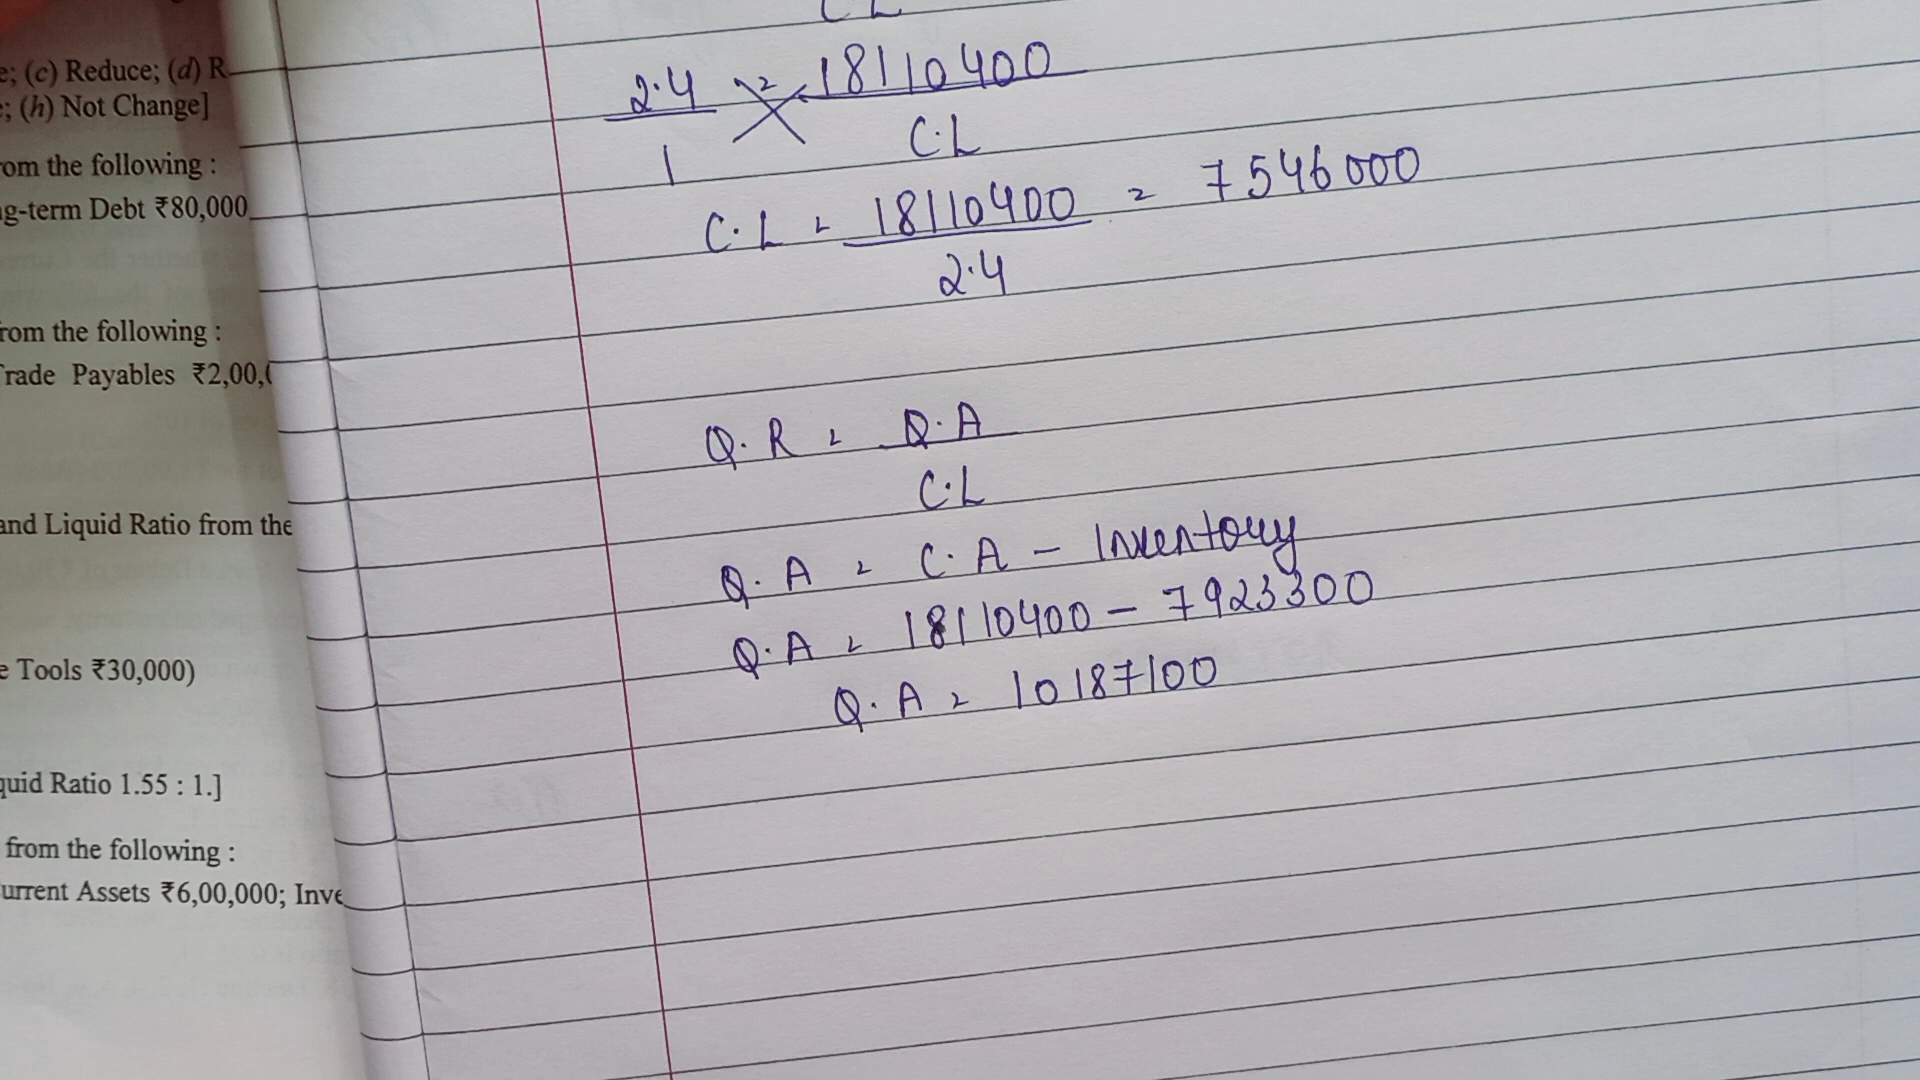 e; (c) Reduce; (d) R
; (h) Not Change]
om the following :
g-term Debt ₹80,000
rom the following :
Trade Payables ₹2,00,
and Liquid Ratio from the
e Tools ₹30,000)
quid Ratio 1.55 : 1.]
from the following :
urrent Assets ₹6,00,000; Inve
C L
2.4 = 18110400
1 C.L
C.L = 18110400 = 7546000
2.4
Q.R = Q.A
C.L
Q.A = C.A - Inventory
Q.A = 18110400 - 7923300
Q.A = 10187100